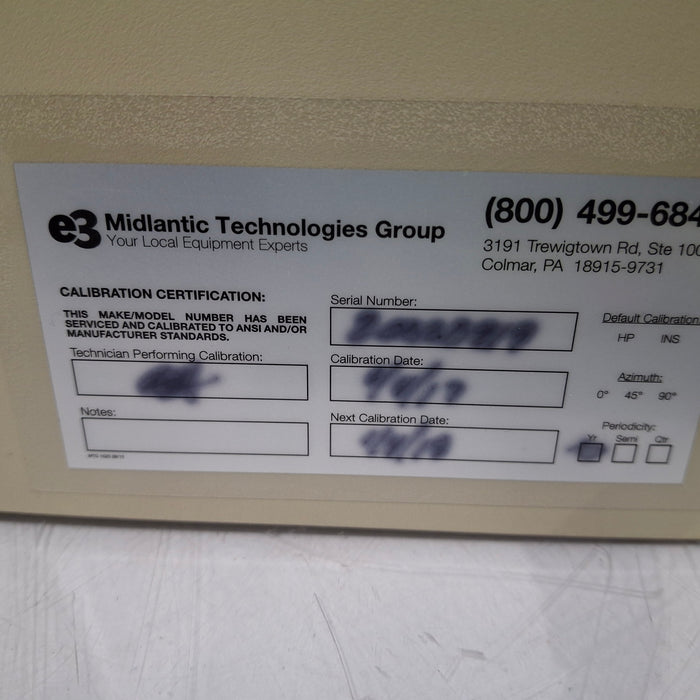 e3 Midlantic Technologies Group
Your Local Equipment Experts
(800) 499-684
3191 Trewigtown Rd, Ste 100
Colmar, PA 18915-9731
CALIBRATION CERTIFICATION:
THIS MAKE/MODEL NUMBER HAS BEEN
SERVICED AND CALIBRATED TO ANSI AND/OR
MANUFACTURER STANDARDS.
Technician Performing Calibration:
Notes:
Serial Number:
Calibration Date:
Next Calibration Date:
Default Calibration:
HP INS
Azimuth:
0° 45° 90°
Periodicity:
Yr Semi Qtr